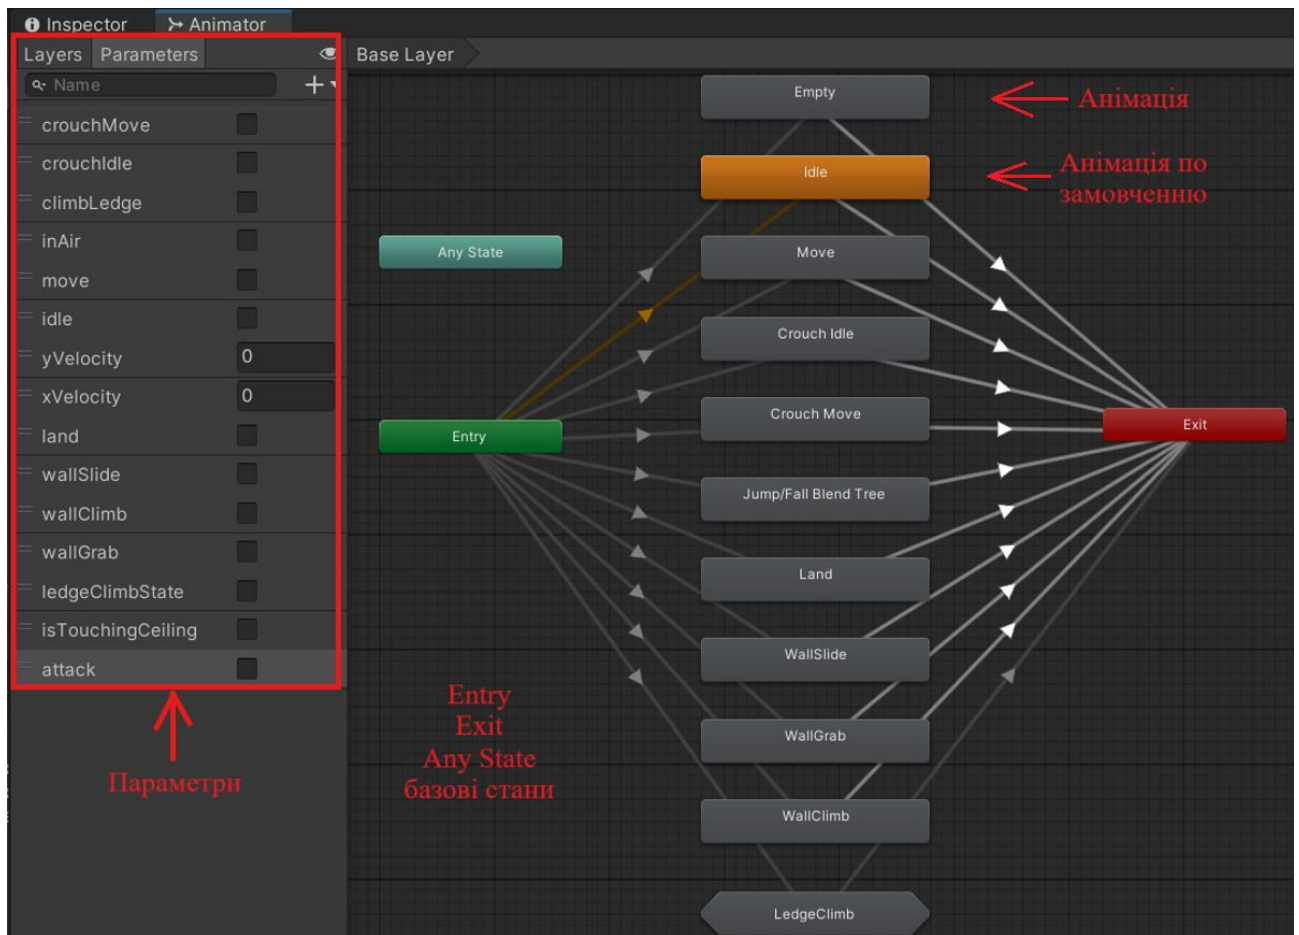 Inspector
Animator
Layers
Parameters
Base Layer
Name
crouchMove
crouchIdle
climbLedge
inAir
move
idle
yVelocity 0
xVelocity 0
land
wallSlide
wallClimb
wallGrab
ledgeClimbState
isTouchingCeiling
attack
Параметри
Any State
Entry
Entry
Exit
Any State
базові стани
Empty
Idle
Move
Crouch Idle
Crouch Move
Jump/Fall Blend Tree
Land
WallSlide
WallGrab
WallClimb
LedgeClimb
Анімація
Анімація по
замовченню
Exit